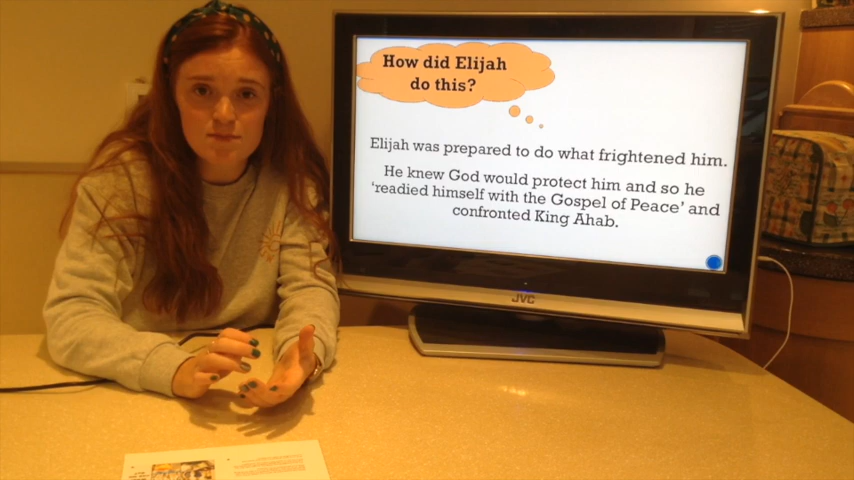 How did Elijah
do this?
Elijah was prepared to do what frightened him.
He knew God would protect him and so he
‘readied himself with the Gospel of Peace’ and
confronted King Ahab.
JVC